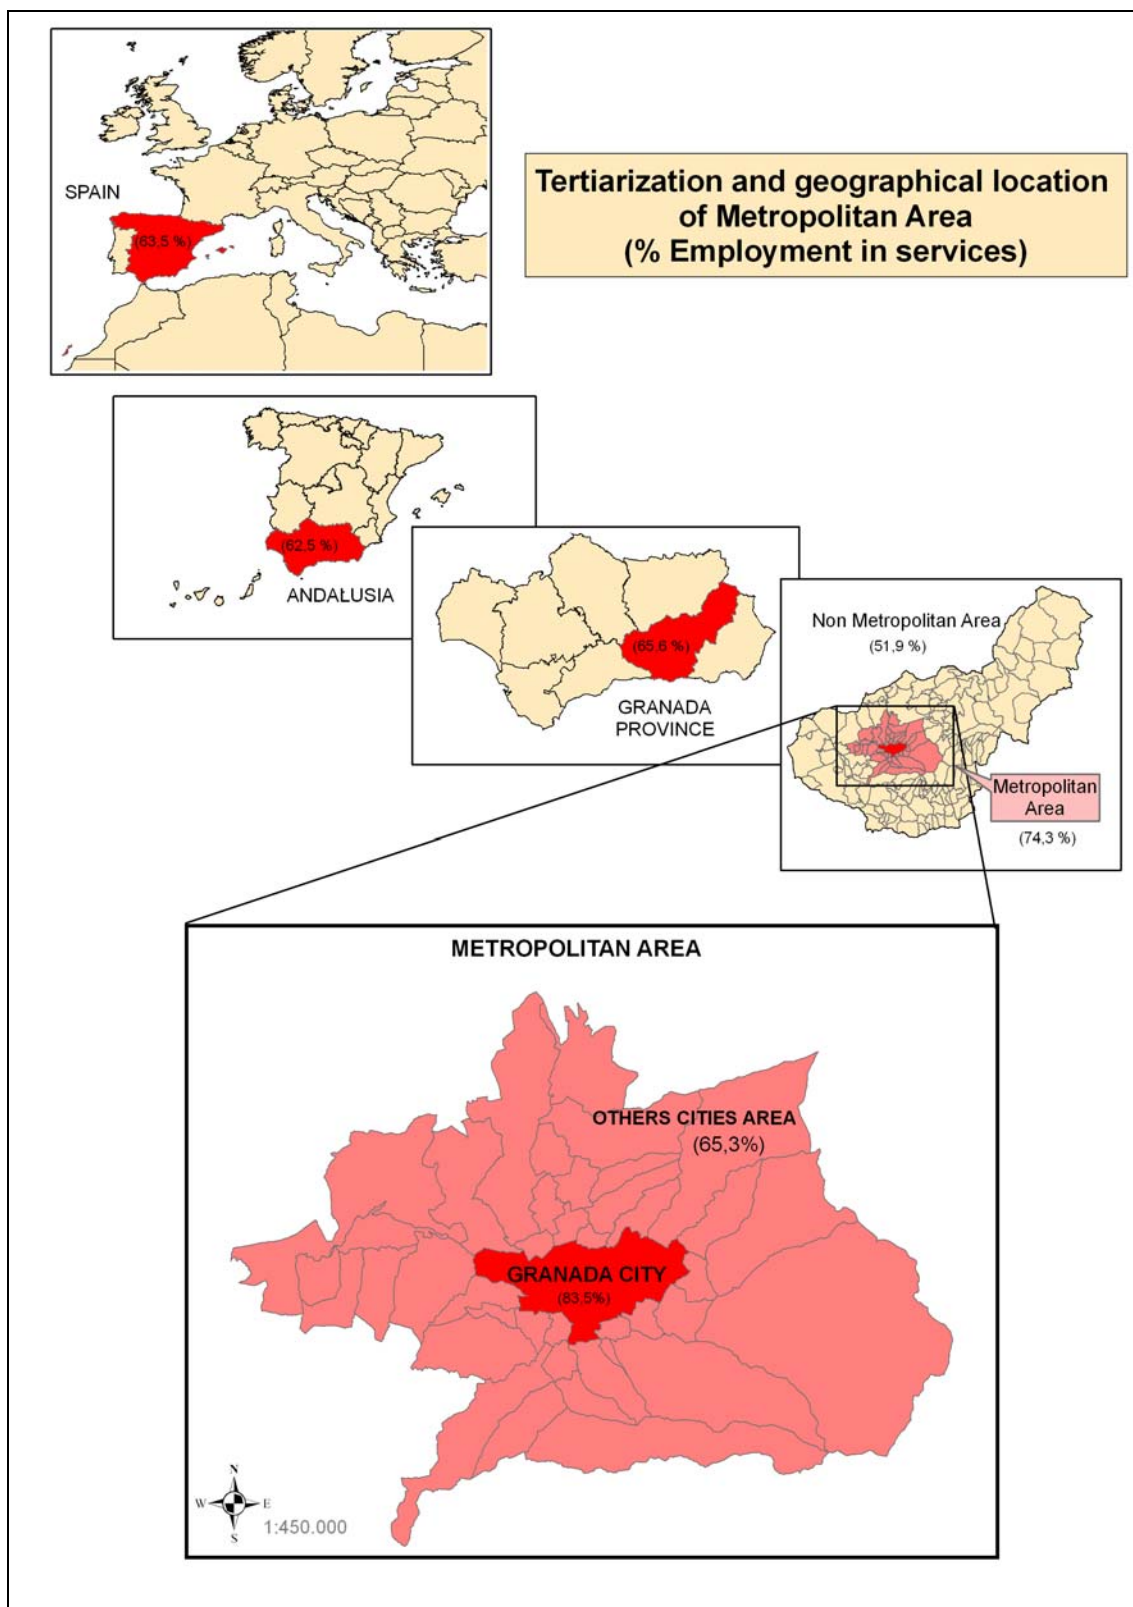 Tertiarization and geographical location
of Metropolitan Area
(% Employment in services)
SPAIN
(63,5 %)
(62,5 %)
ANDALUSIA
(65,6 %)
GRANADA
PROVINCE
Non Metropolitan Area
(51,9 %)
Metropolitan
Area
(74,3 %)
METROPOLITAN AREA
OTHERS CITIES AREA
(65,3%)
GRANADA CITY
(83,5%)
N
W
E
S
1:450.000